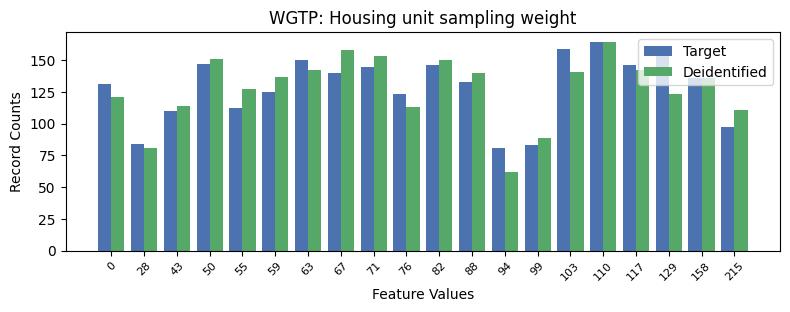 WGTP: Housing unit sampling weight
Target
Deidentified
Record Counts
150
125
100
75
50
25
0
0 28 43 50 55 59 63 67 71 76 82 88 94 99 103 110 117 129 158 215
Feature Values